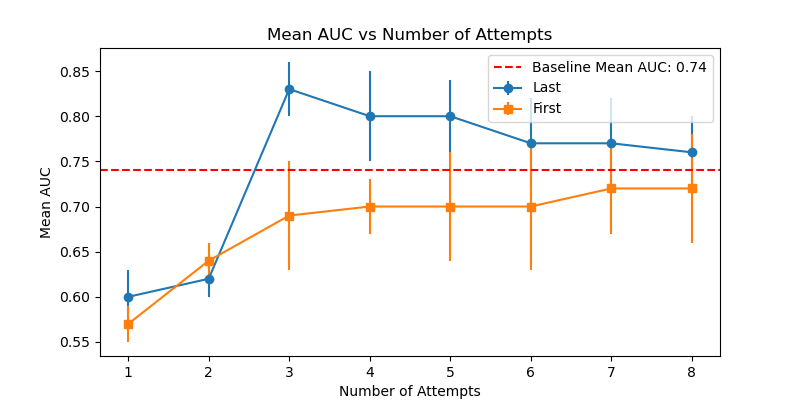 Mean AUC vs Number of Attempts
Baseline Mean AUC: 0.74
Last
First
Mean AUC
0.85
0.80
0.75
0.70
0.65
0.60
0.55
1 2 3 4 5 6 7 8
Number of Attempts